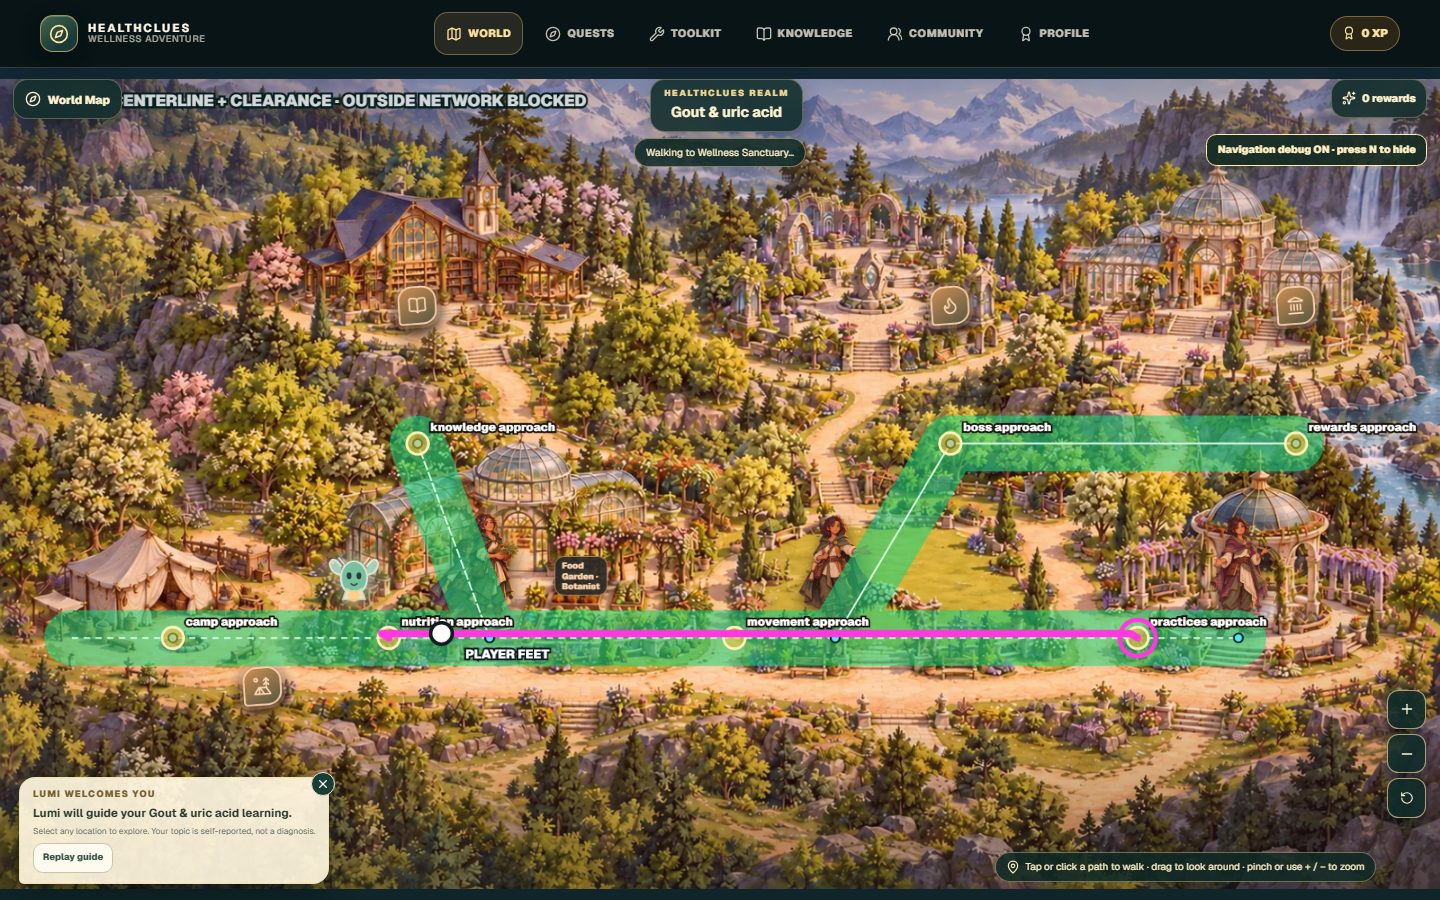 HEALTHCLUES
WELLNESS ADVENTURE
WORLD
QUESTS
TOOLKIT
KNOWLEDGE
COMMUNITY
PROFILE
0 XP
World Map
CENTERLINE + CLEARANCE · OUTSIDE NETWORK BLOCKED
HEALTHCLUES REALM
Gout & uric acid
Walking to Wellness Sanctuary...
0 rewards
Navigation debug ON · press N to hide
knowledge approach
boss approach
rewards approach
Food
Garden ·
Botanist
camp approach
nutrition approach
movement approach
practices approach
PLAYER FEET
LUMI WELCOMES YOU
Lumi will guide your Gout & uric acid learning.
Select any location to explore. Your topic is self-reported, not a diagnosis.
Replay guide
Tap or click a path to walk · drag to look around · pinch or use + / − to zoom